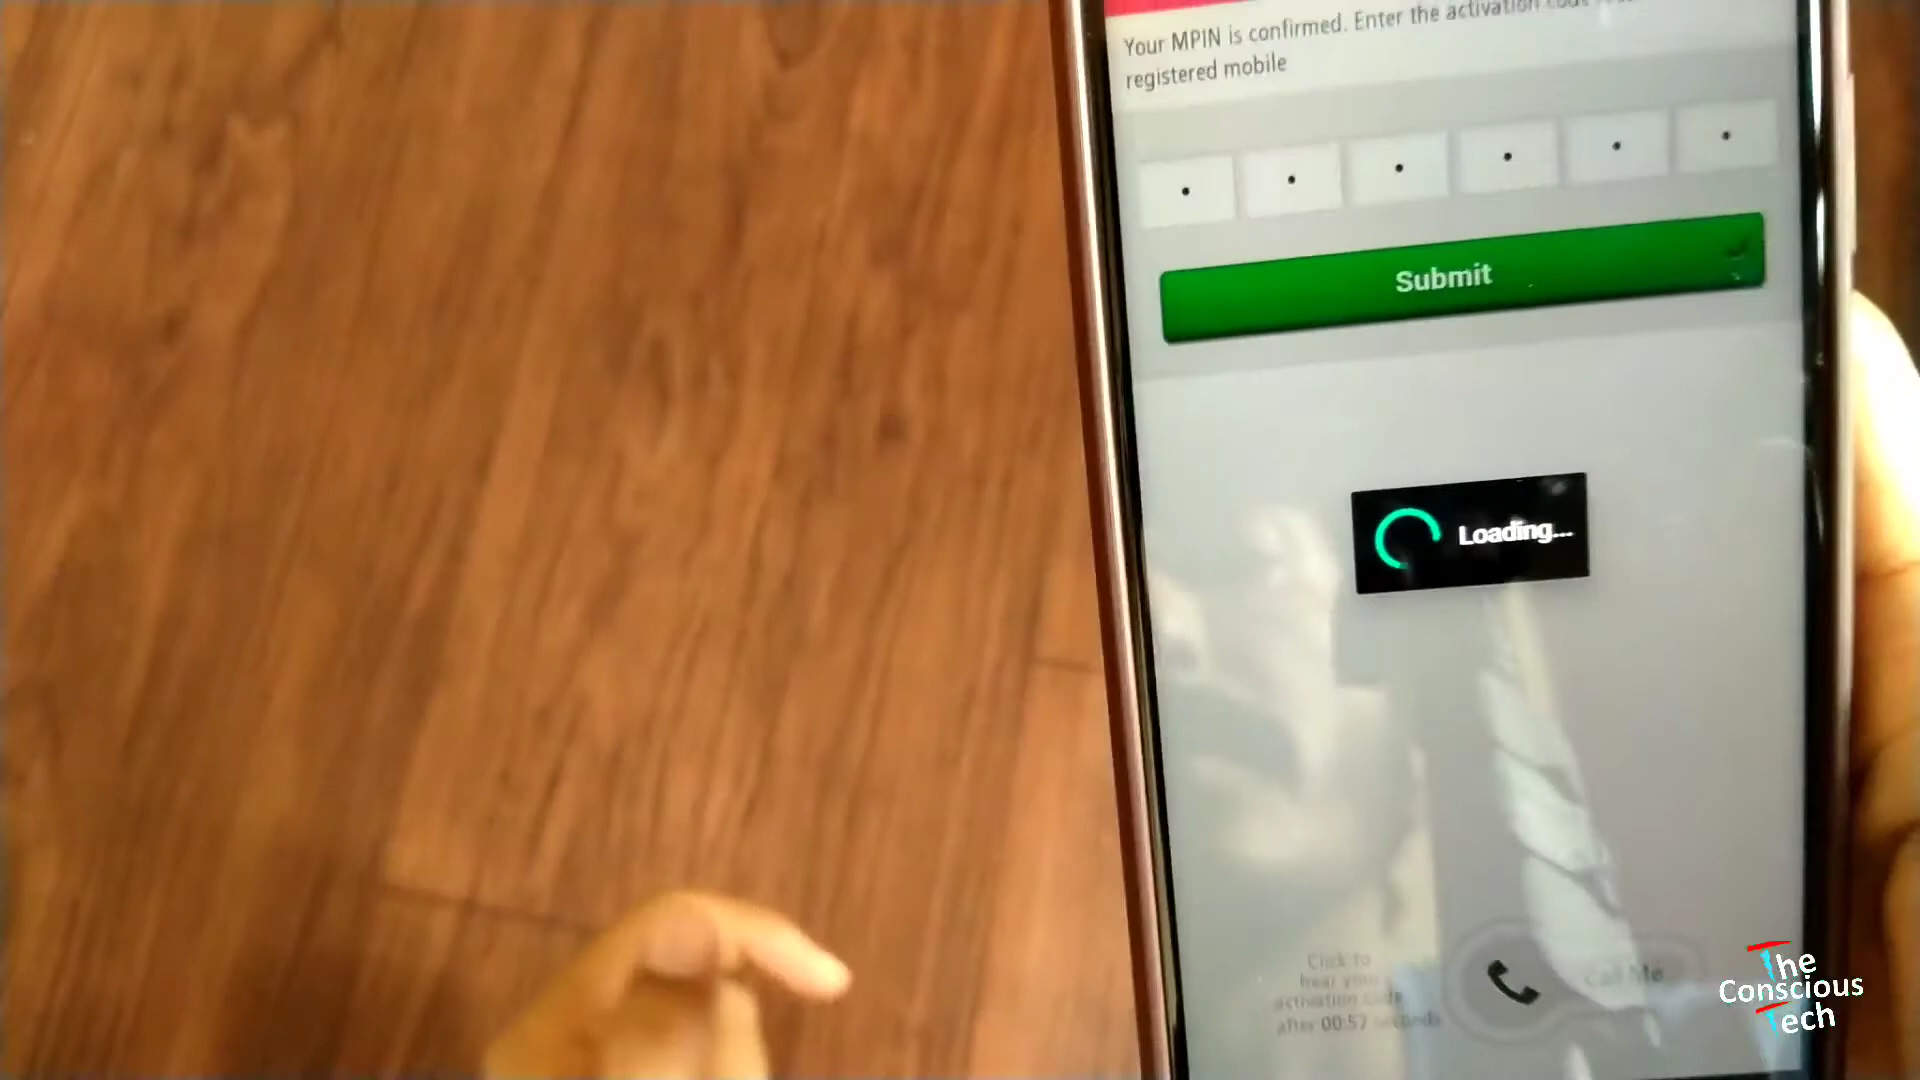 Your MPIN is confirmed. Enter the activation code
registered mobile
Submit
Loading...
Click to
hear your
activation code
after 00:57 seconds
Call Me
The
Conscious
Tech